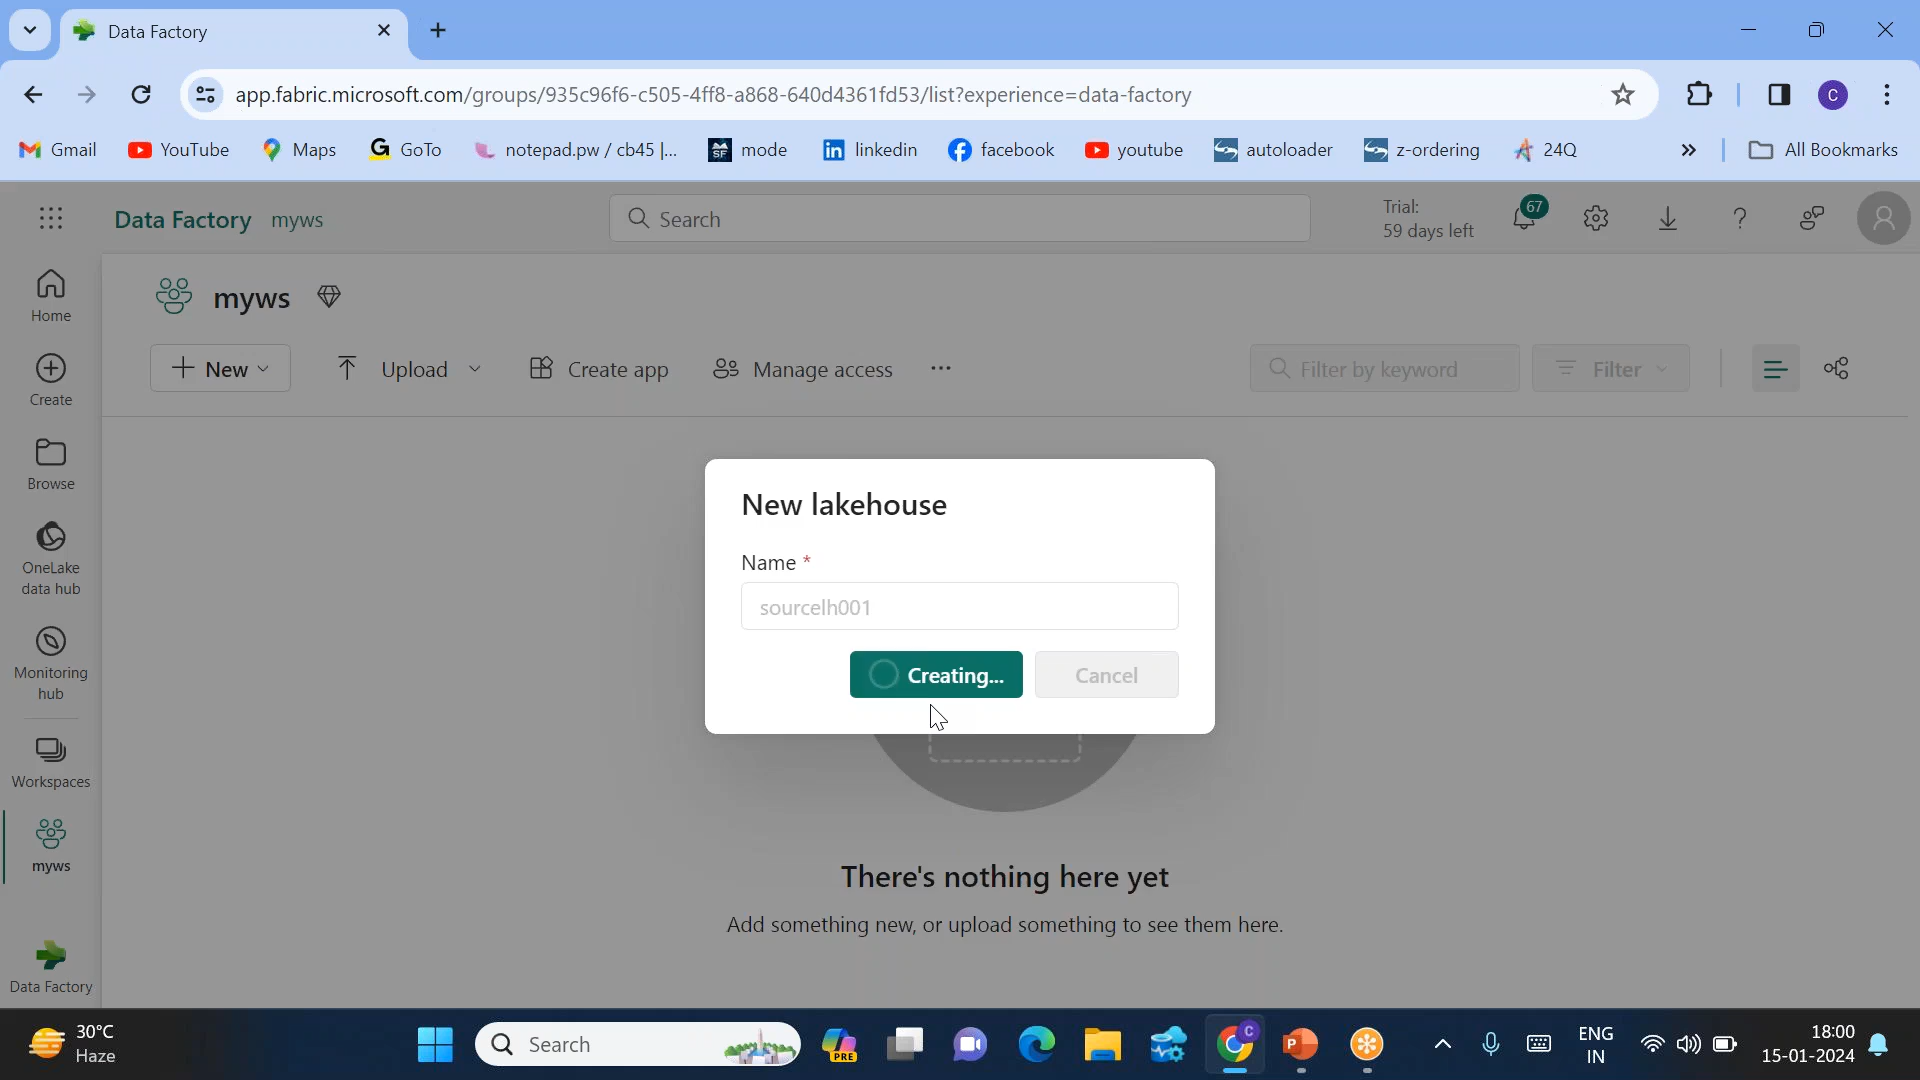 Data Factory
app.fabric.microsoft.com/groups/935c96f6-c505-4ff8-a868-640d4361fd53/list?experience=data-factory
C
Gmail
YouTube
Maps
GoTo
notepad.pw / cb45 |...
mode
linkedin
facebook
youtube
autoloader
z-ordering
24Q
All Bookmarks
Data Factory myws
Search
Trial:
59 days left
67
Home
Create
Browse
OneLake
data hub
Monitoring
hub
Workspaces
myws
Data Factory
myws
New
Upload
Create app
Manage access
Filter by keyword
Filter
New lakehouse
Name *
sourcelh001
Creating...
Cancel
There's nothing here yet
Add something new, or upload something to see them here.
30°C
Haze
Search
PRE
C
ENG
IN
18:00
15-01-2024